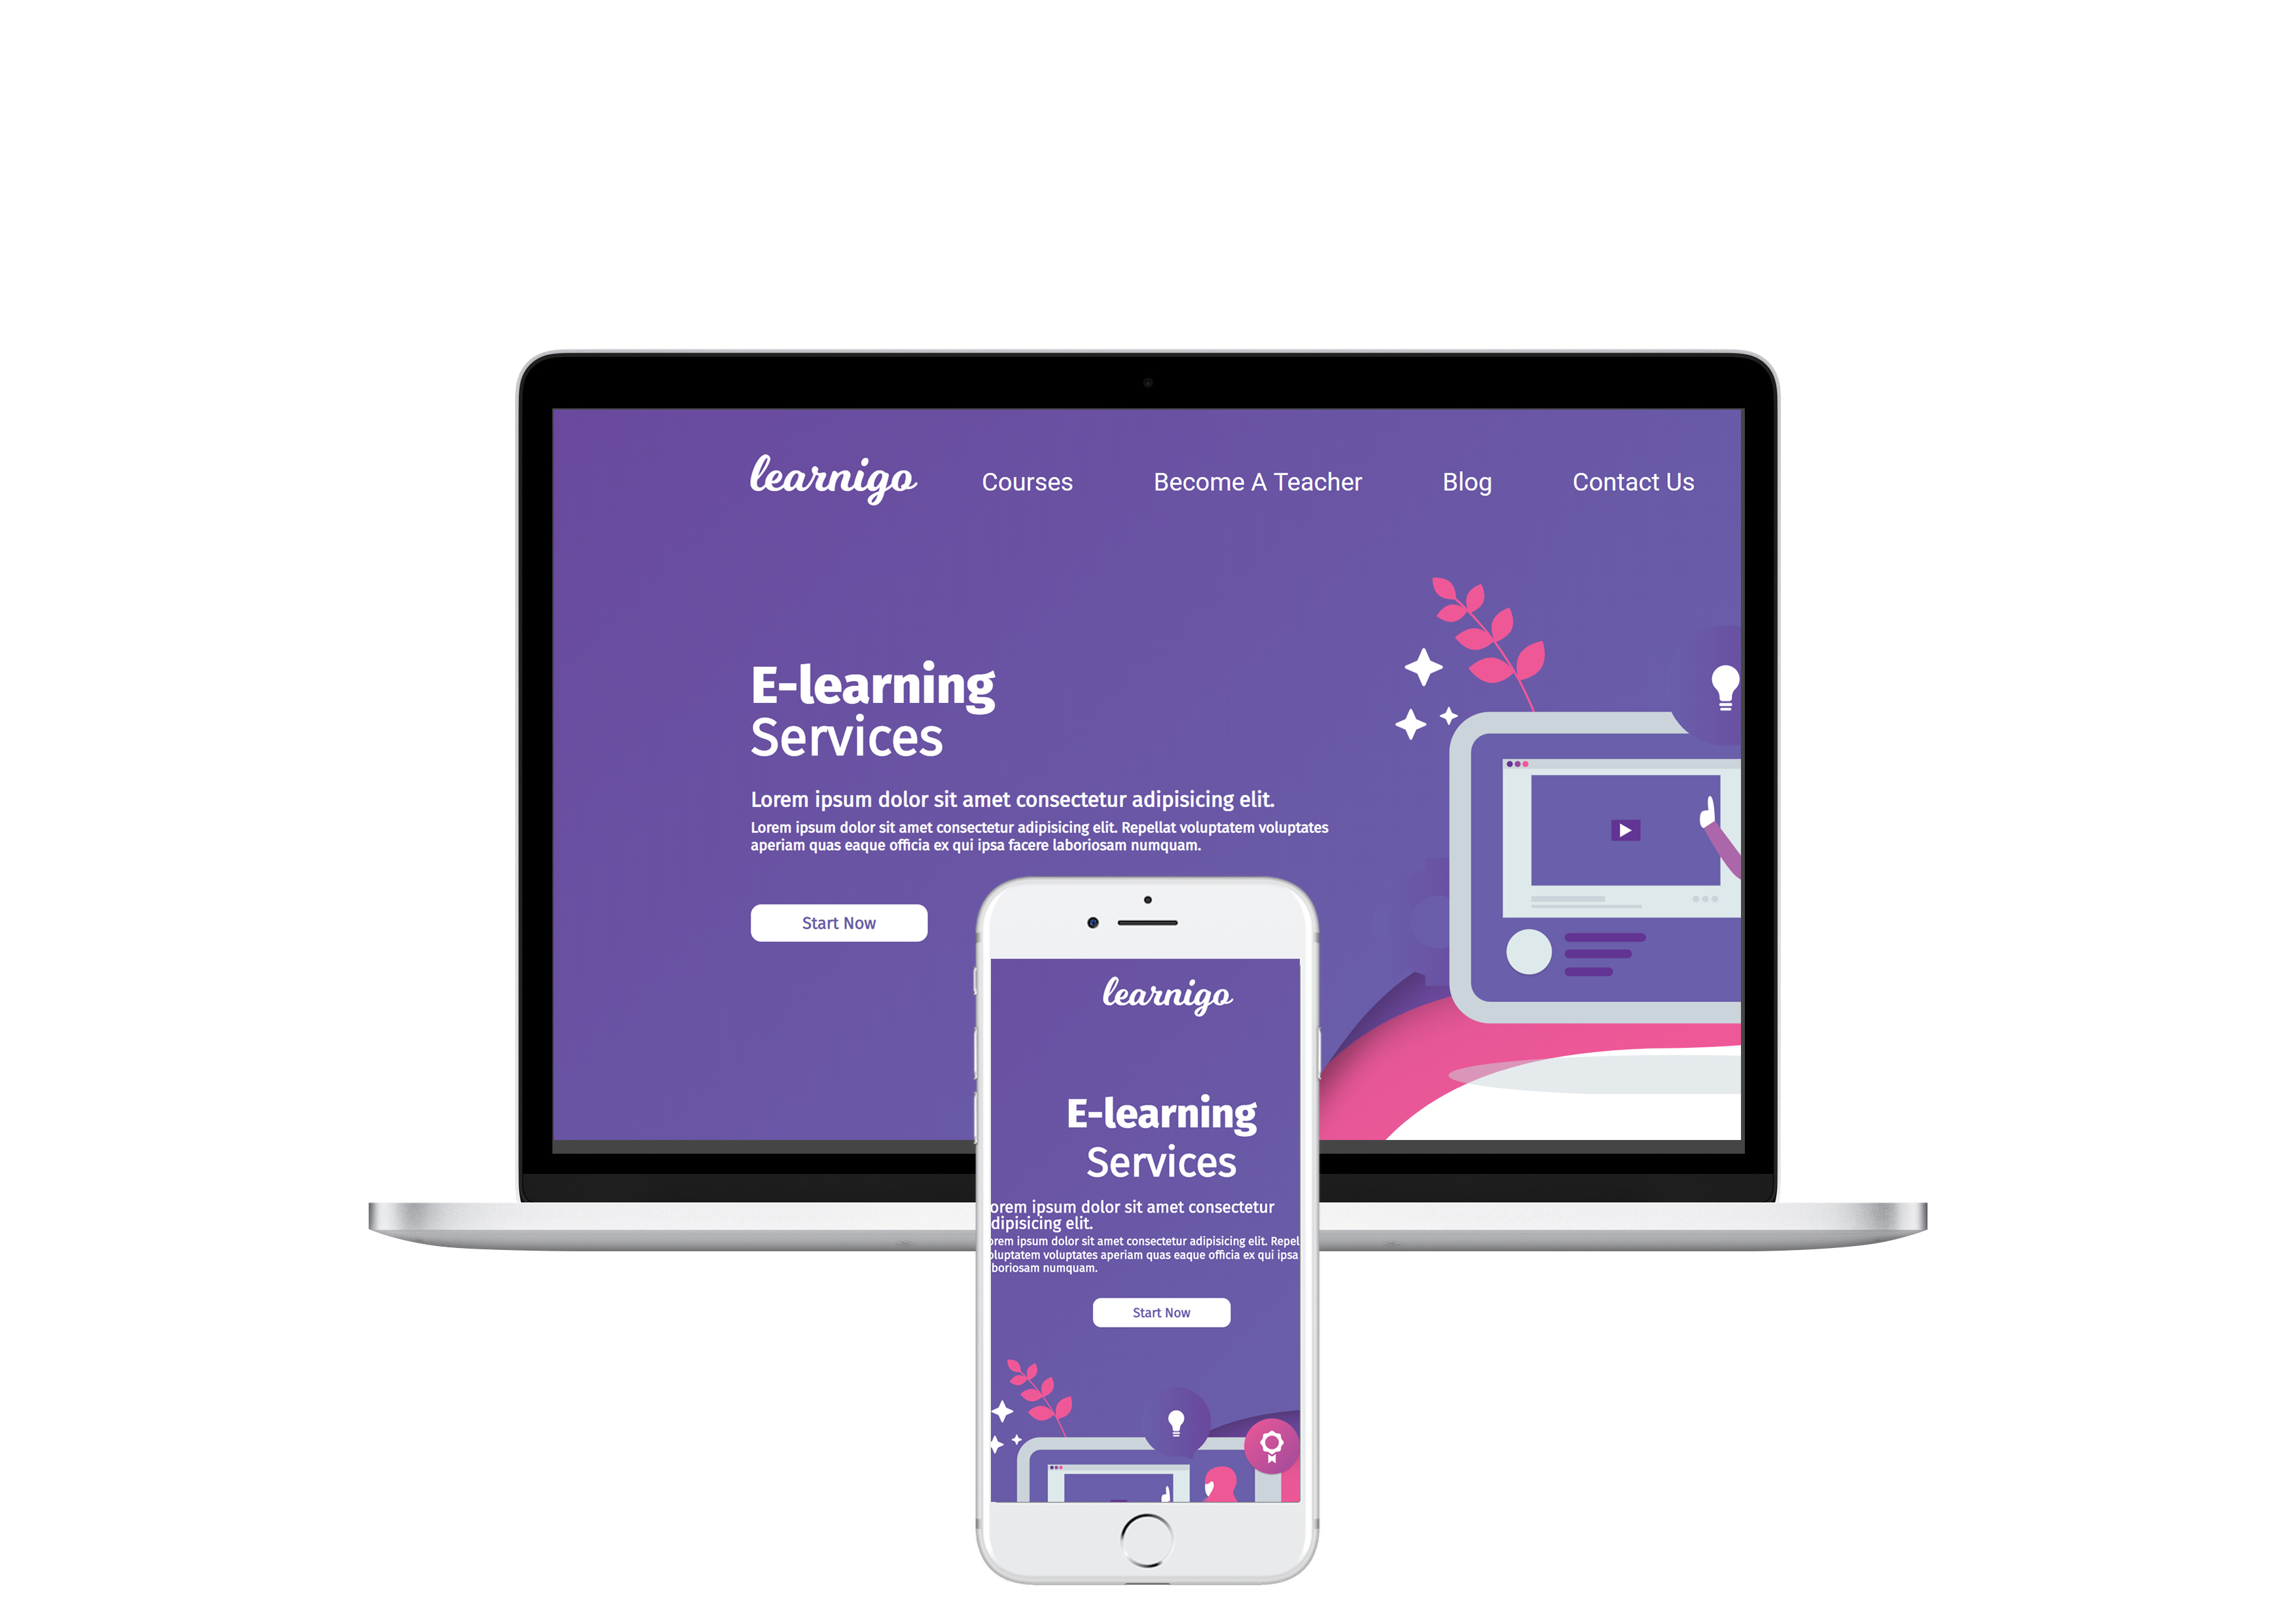 learnigo Courses Become A Teacher Blog Contact Us
E-learning
Services
Lorem ipsum dolor sit amet consectetur adipisicing elit.
Lorem ipsum dolor sit amet consectetur adipisicing elit. Repellat voluptatem voluptates
aperiam quas eaque officia ex qui ipsa facere laboriosam numquam.
Start Now
learnigo
E-learning
Services
orem ipsum dolor sit amet consectetur
dipisicing elit.
orem ipsum dolor sit amet consectetur adipisicing elit. Repel
oluptatem voluptates aperiam quas eaque officia ex qui ipsa
boriosam numquam.
Start Now